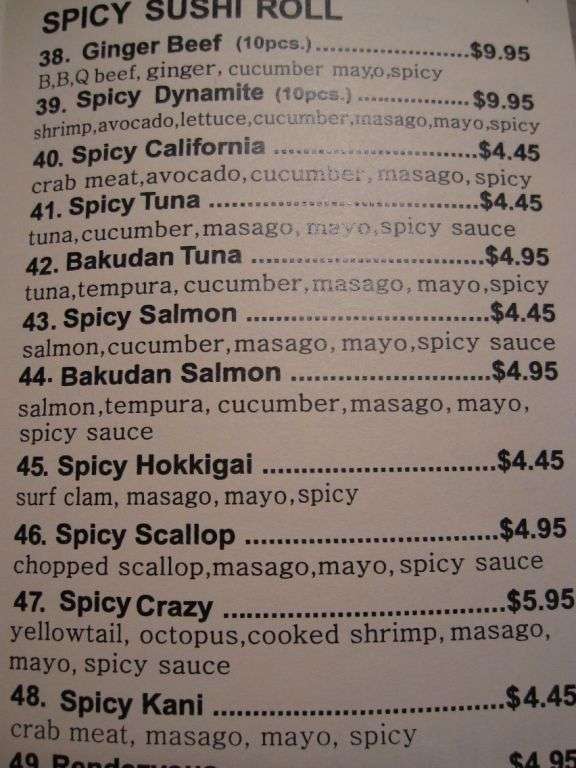 SPICY SUSHI ROLL
38. Ginger Beef (10pcs.)....................$9.95
B,B,Q beef, ginger, cucumber mayo,spicy
39. Spicy Dynamite (10pcs.)................$9.95
shrimp,avocado,lettuce,cucumber,masago,mayo,spicy
40. Spicy California .............................$4.45
crab meat,avocado,cucumber,masago,spicy
41. Spicy Tuna ......................................$4.45
tuna,cucumber,masago,mayo,spicy sauce
42. Bakudan Tuna ................................$4.95
tuna,tempura, cucumber,masago, mayo,spicy
43. Spicy Salmon ................................$4.45
salmon,cucumber,masago, mayo,spicy sauce
44. Bakudan Salmon ..........................$4.95
salmon,tempura, cucumber,masago, mayo,
spicy sauce
45. Spicy Hokkigai ..............................$4.45
surf clam, masago, mayo,spicy
46. Spicy Scallop ................................$4.95
chopped scallop,masago,mayo, spicy sauce
47. Spicy Crazy ...................................$5.95
yellowtail, octopus,cooked shrimp, masago,
mayo, spicy sauce
48. Spicy Kani .....................................$4.45
crab meat, masago, mayo, spicy
49 Rendezvous $4.95